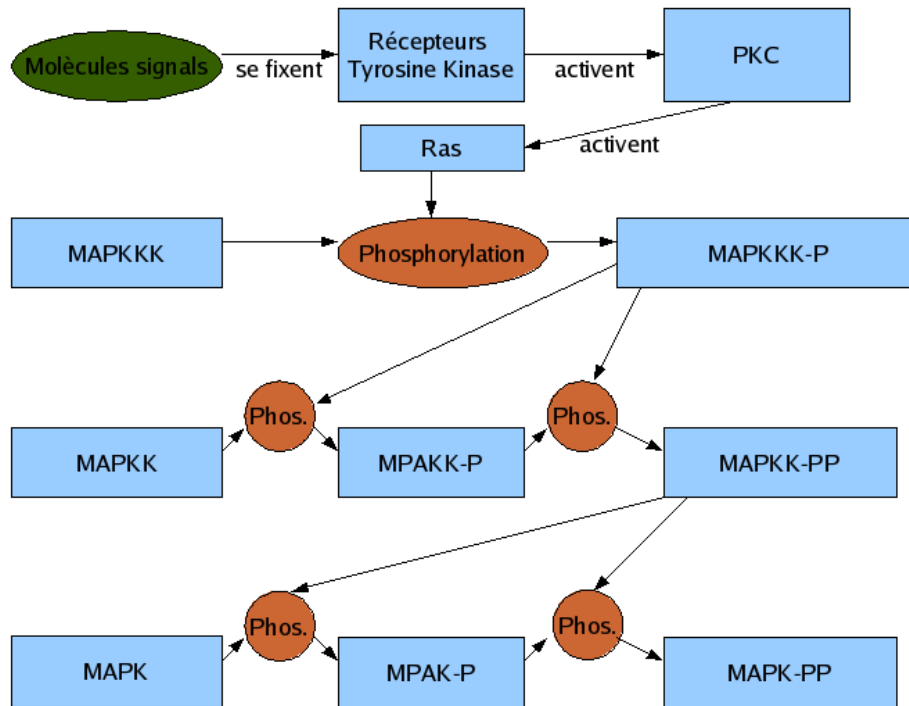 Molècules signals
se fixent
Récepteurs
Tyrosine Kinase
activent
PKC
Ras
activent
MAPKKK
Phosphorylation
MAPKKK-P
Phos.
Phos.
MAPKK
MPAKK-P
MAPKK-PP
Phos.
Phos.
MAPK
MPAK-P
MAPK-PP